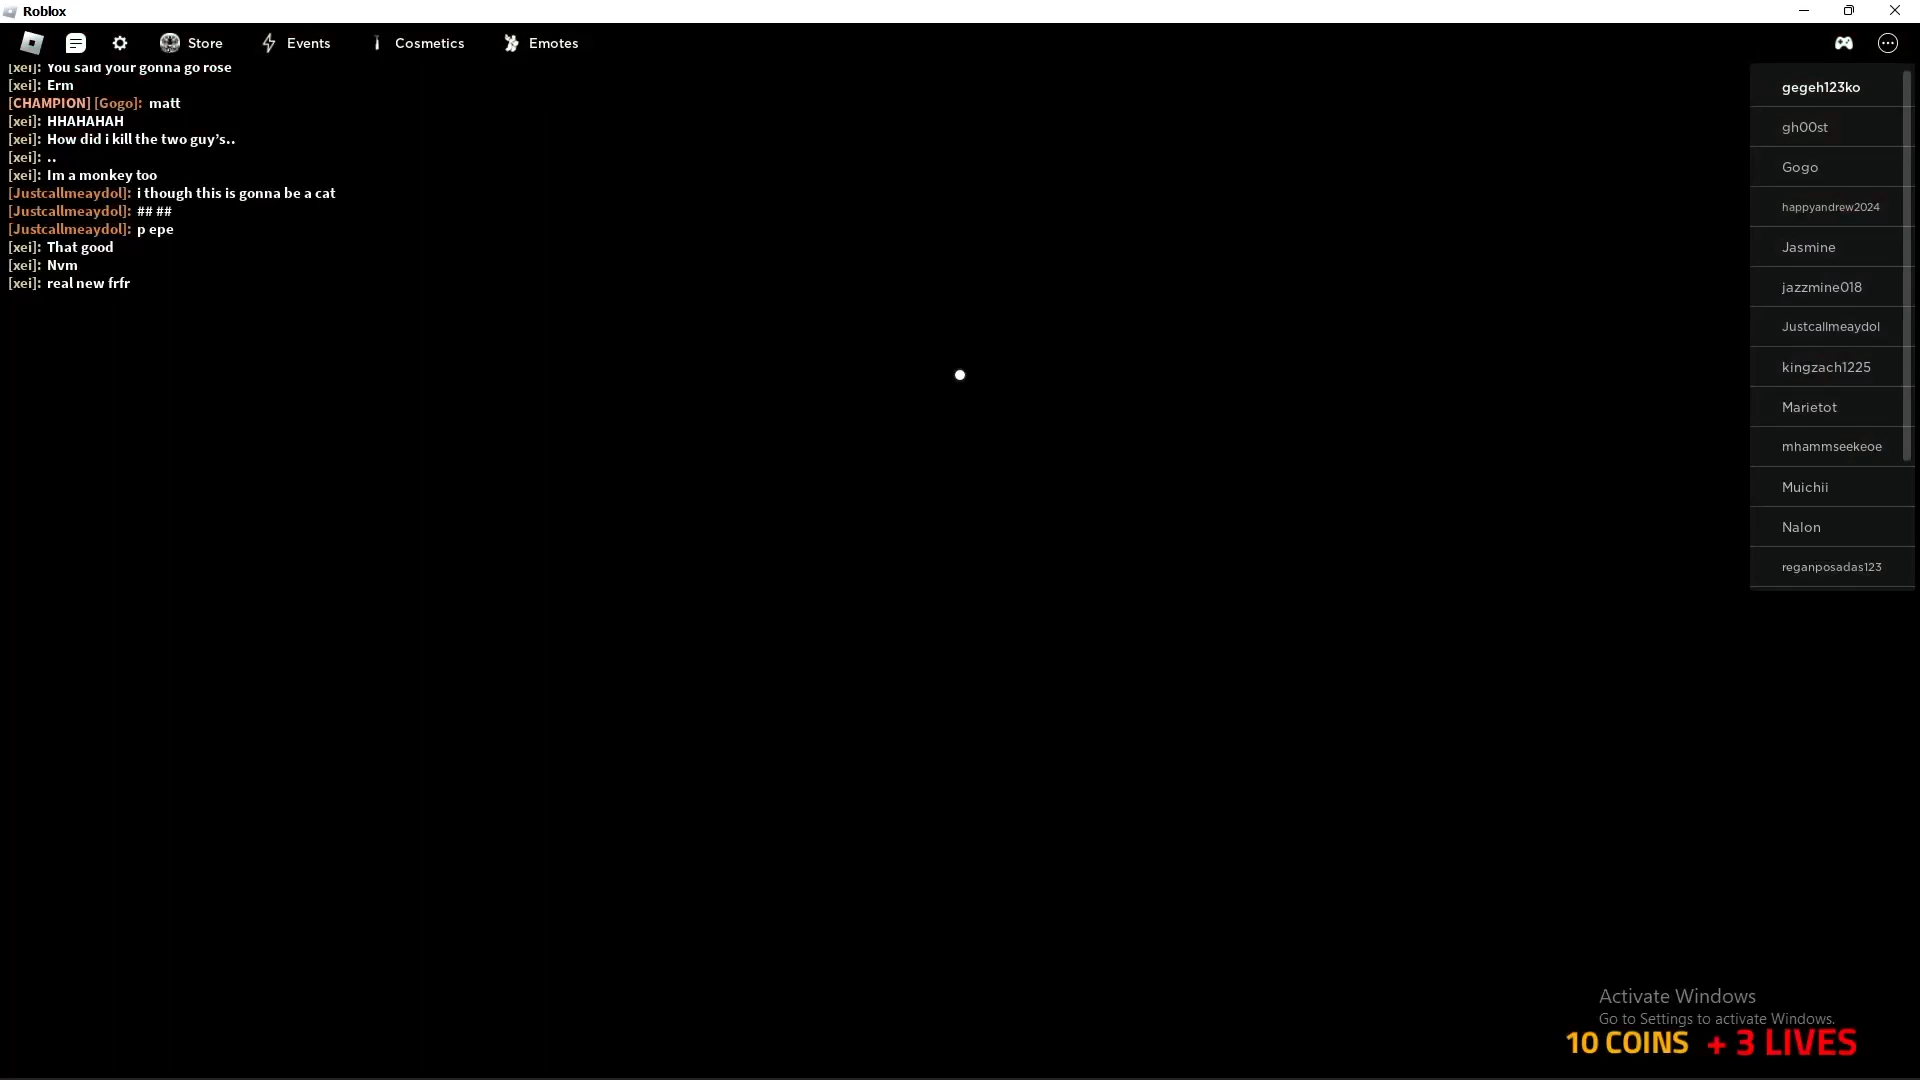 Roblox
Store
Events
Cosmetics
Emotes
[xei]: You said your gonna go rose
[xei]: Erm
[CHAMPION] [Gogo]: matt
[xei]: HHAHAHAH
[xei]: How did i kill the two guy's..
[xei]: ..
[xei]: Im a monkey too
[Justcallmeaydol]: i though this is gonna be a cat
[Justcallmeaydol]: ## ##
[Justcallmeaydol]: p epe
[xei]: That good
[xei]: Nvm
[xei]: real new frfr
gegeh123ko
gh00st
Gogo
happyandrew2024
Jasmine
jazzmine018
Justcallmeaydol
kingzach1225
Marietot
mhammseekeoe
Muichii
Nalon
reganposadas123
Activate Windows
Go to Settings to activate Windows.
10 COINS + 3 LIVES